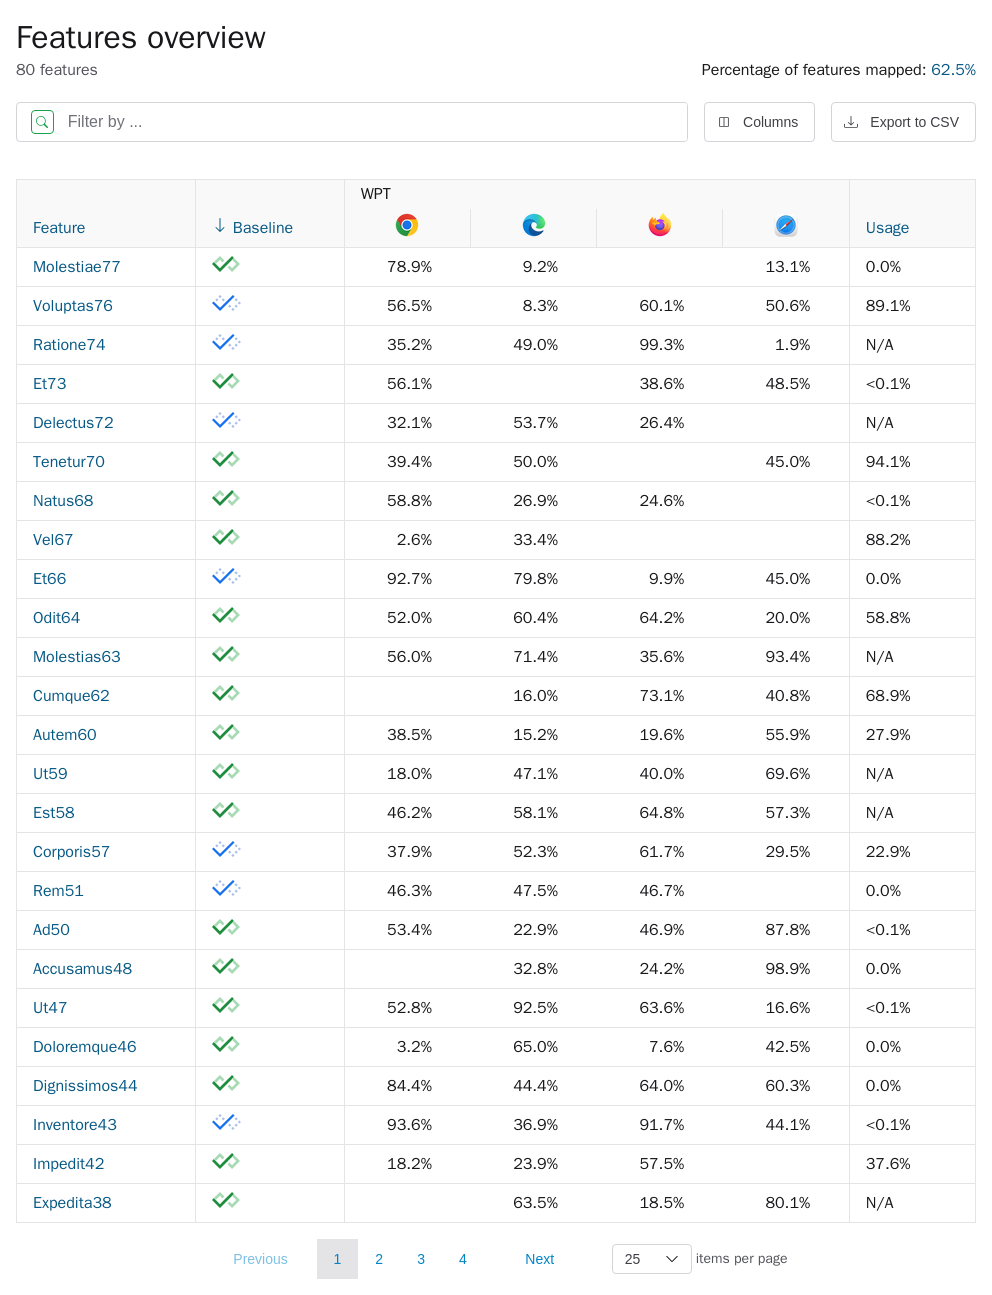 Features overview
80 features
Percentage of features mapped: 62.5%
Filter by ...
Columns
Export to CSV
WPT
Feature Baseline Usage
Molestiae77 78.9% 9.2% 13.1% 0.0%
Voluptas76 56.5% 8.3% 60.1% 50.6% 89.1%
Ratione74 35.2% 49.0% 99.3% 1.9% N/A
Et73 56.1% 38.6% 48.5% <0.1%
Delectus72 32.1% 53.7% 26.4% N/A
Tenetur70 39.4% 50.0% 45.0% 94.1%
Natus68 58.8% 26.9% 24.6% <0.1%
Vel67 2.6% 33.4% 88.2%
Et66 92.7% 79.8% 9.9% 45.0% 0.0%
Odit64 52.0% 60.4% 64.2% 20.0% 58.8%
Molestias63 56.0% 71.4% 35.6% 93.4% N/A
Cumque62 16.0% 73.1% 40.8% 68.9%
Autem60 38.5% 15.2% 19.6% 55.9% 27.9%
Ut59 18.0% 47.1% 40.0% 69.6% N/A
Est58 46.2% 58.1% 64.8% 57.3% N/A
Corporis57 37.9% 52.3% 61.7% 29.5% 22.9%
Rem51 46.3% 47.5% 46.7% 0.0%
Ad50 53.4% 22.9% 46.9% 87.8% <0.1%
Accusamus48 32.8% 24.2% 98.9% 0.0%
Ut47 52.8% 92.5% 63.6% 16.6% <0.1%
Doloremque46 3.2% 65.0% 7.6% 42.5% 0.0%
Dignissimos44 84.4% 44.4% 64.0% 60.3% 0.0%
Inventore43 93.6% 36.9% 91.7% 44.1% <0.1%
Impedit42 18.2% 23.9% 57.5% 37.6%
Expedita38 63.5% 18.5% 80.1% N/A
Previous 1 2 3 4 Next 25 items per page